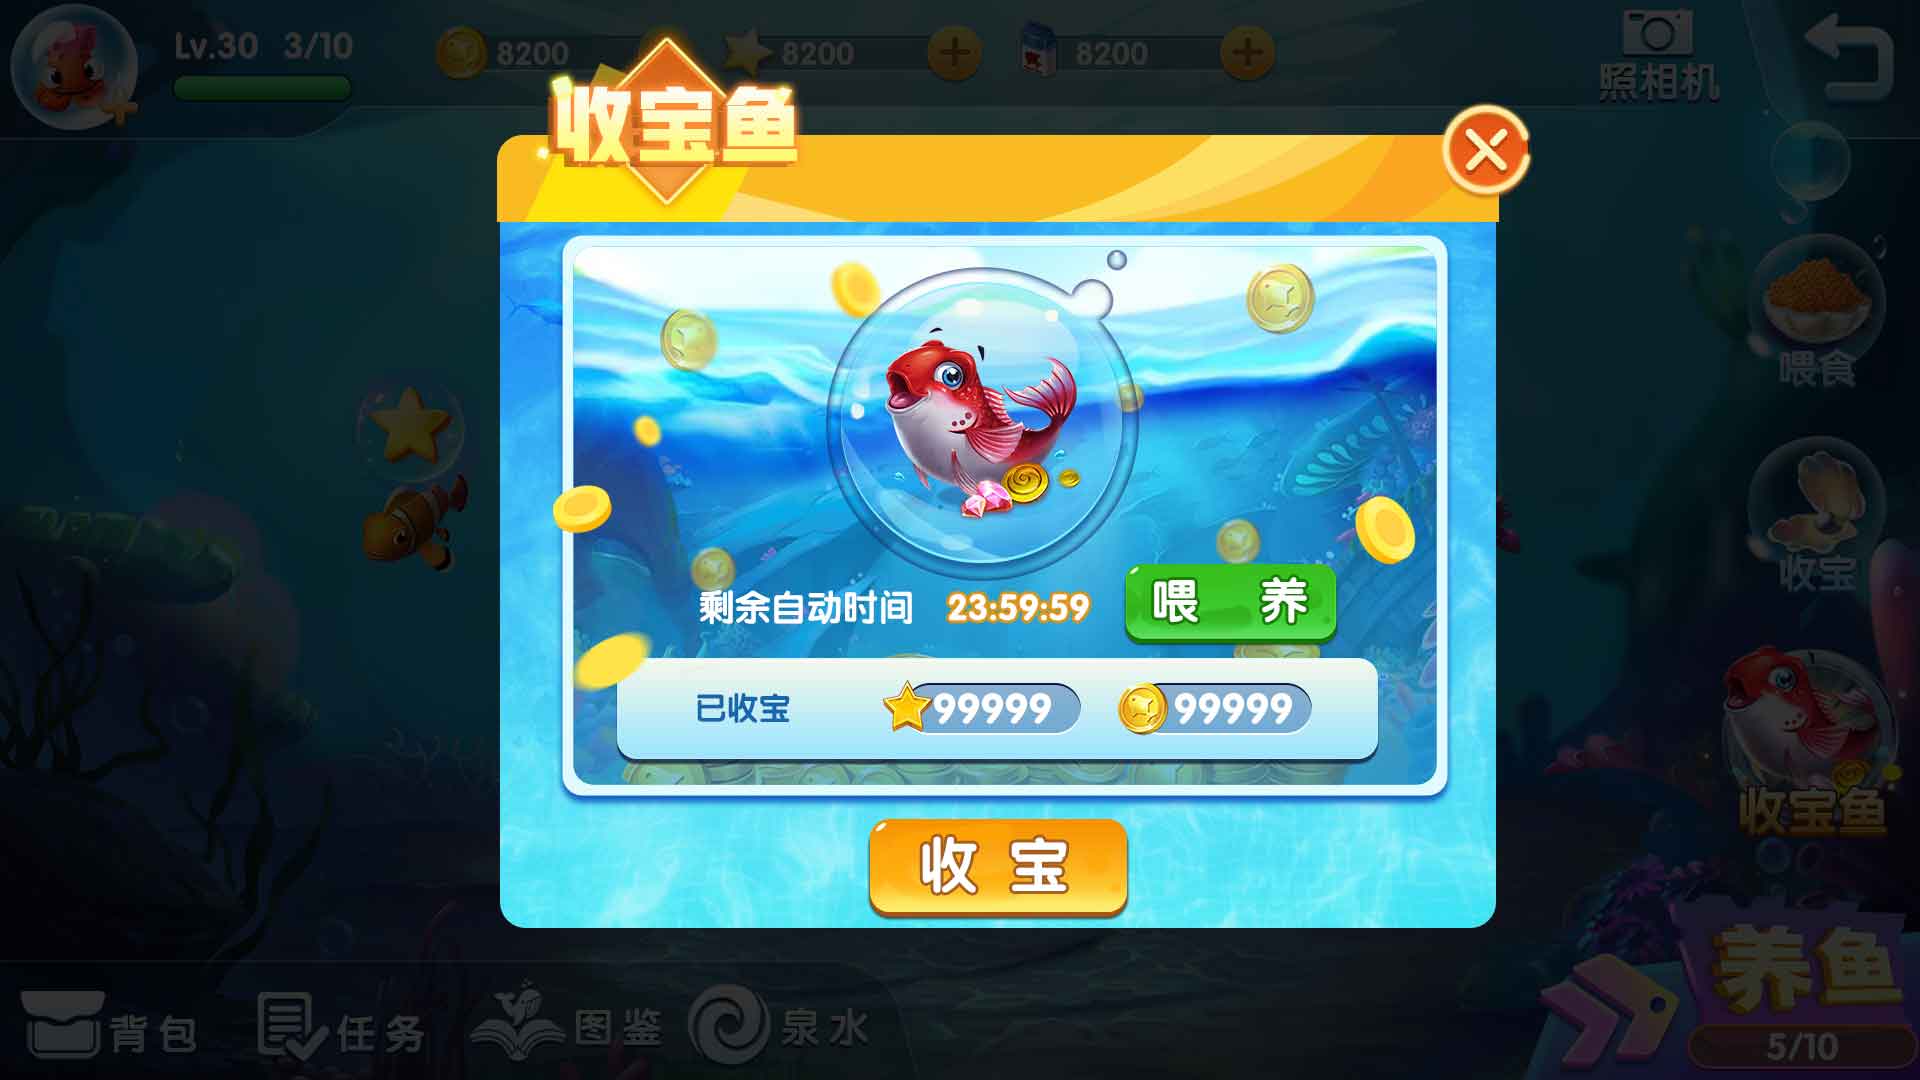 Lv.30 3/10
8200
8200
8200
照相机
收宝鱼
喂食
收宝
剩余自动时间 23:59:59
喂 养
已收宝 99999 99999
收 宝
收宝鱼
养鱼
5/10
背包
任务
图鉴
泉水